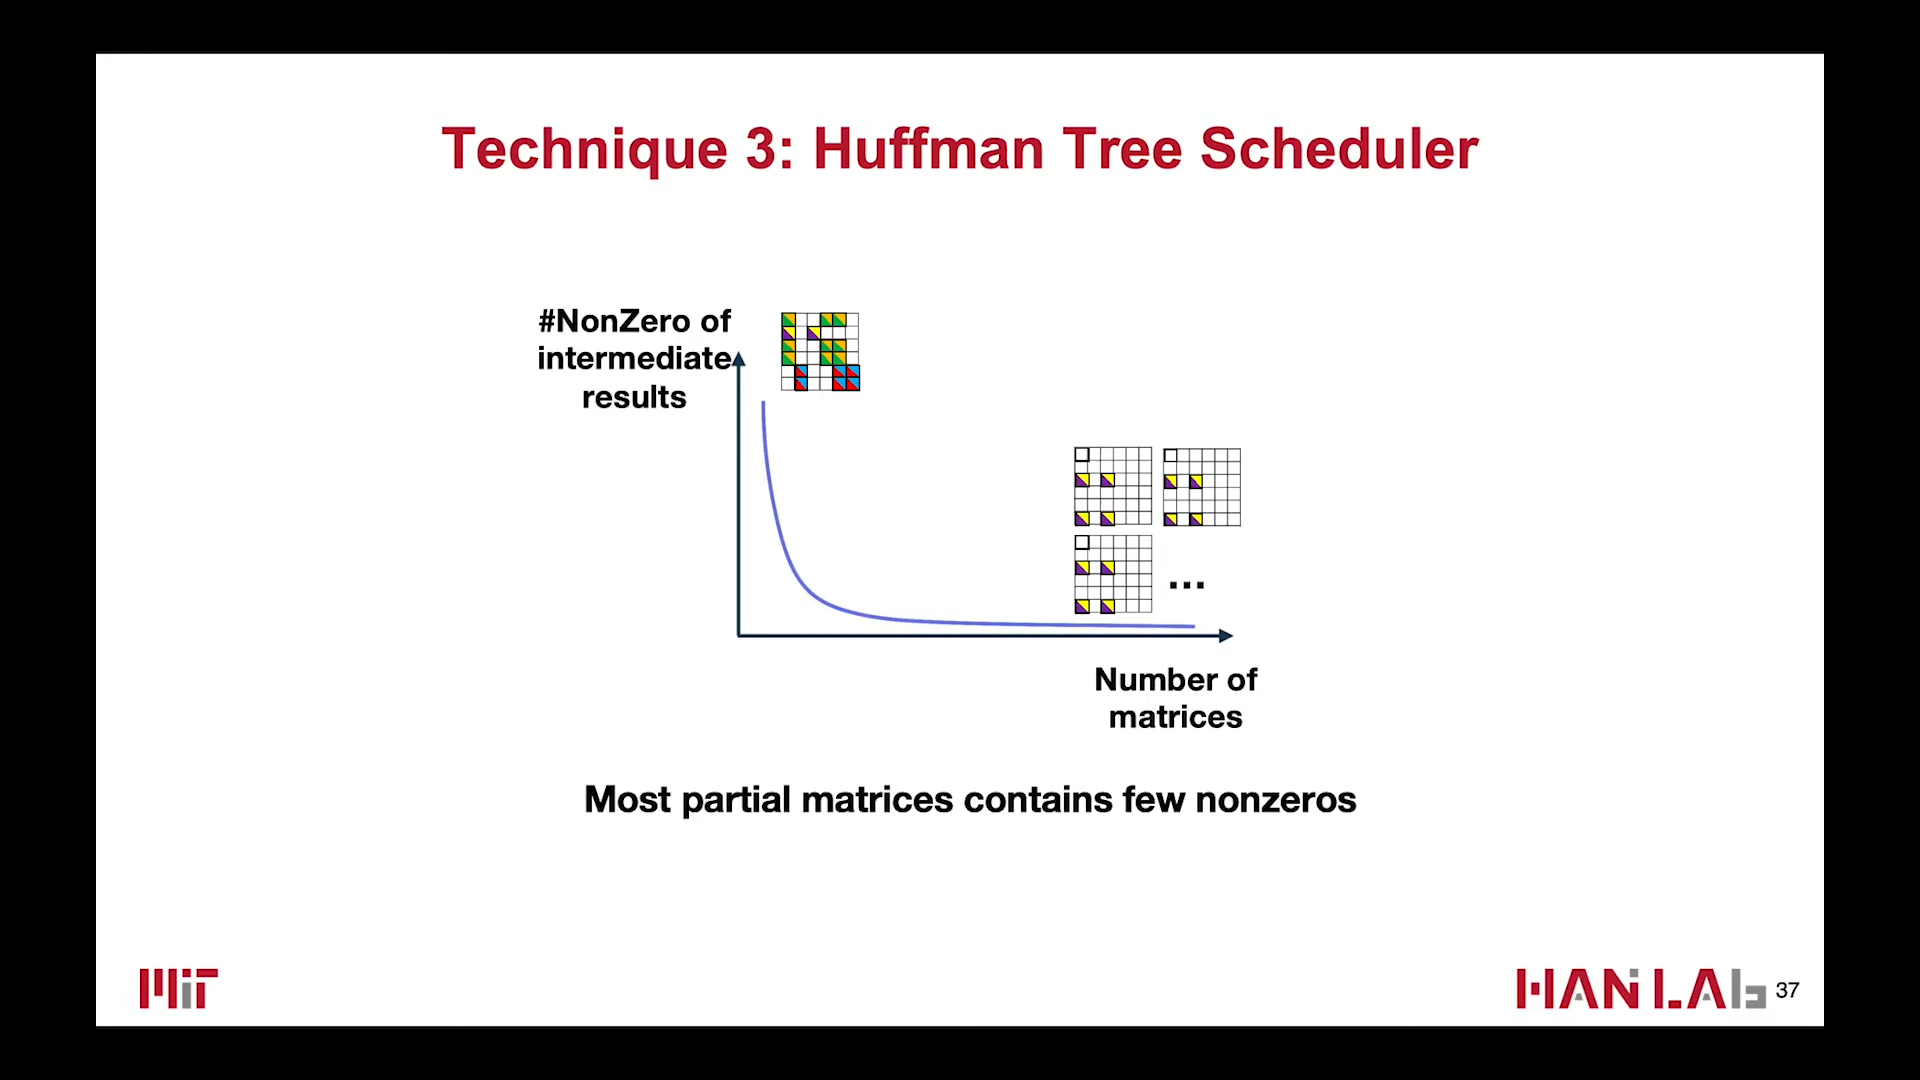 Technique 3: Huffman Tree Scheduler
#NonZero of
intermediate
results
...
Number of
matrices
Most partial matrices contains few nonzeros
MIT
HAN LAb
37